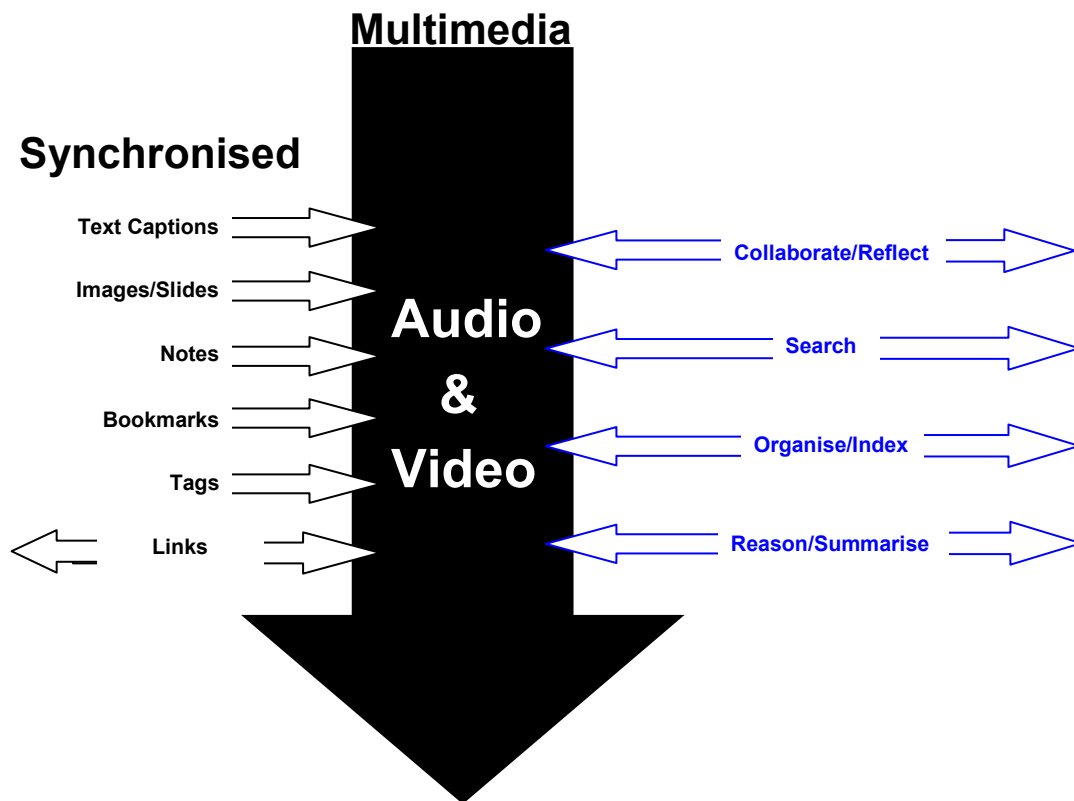 Multimedia
Synchronised
Text Captions
Images/Slides
Notes
Bookmarks
Tags
Links
Audio
&
Video
Collaborate/Reflect
Search
Organise/Index
Reason/Summarise